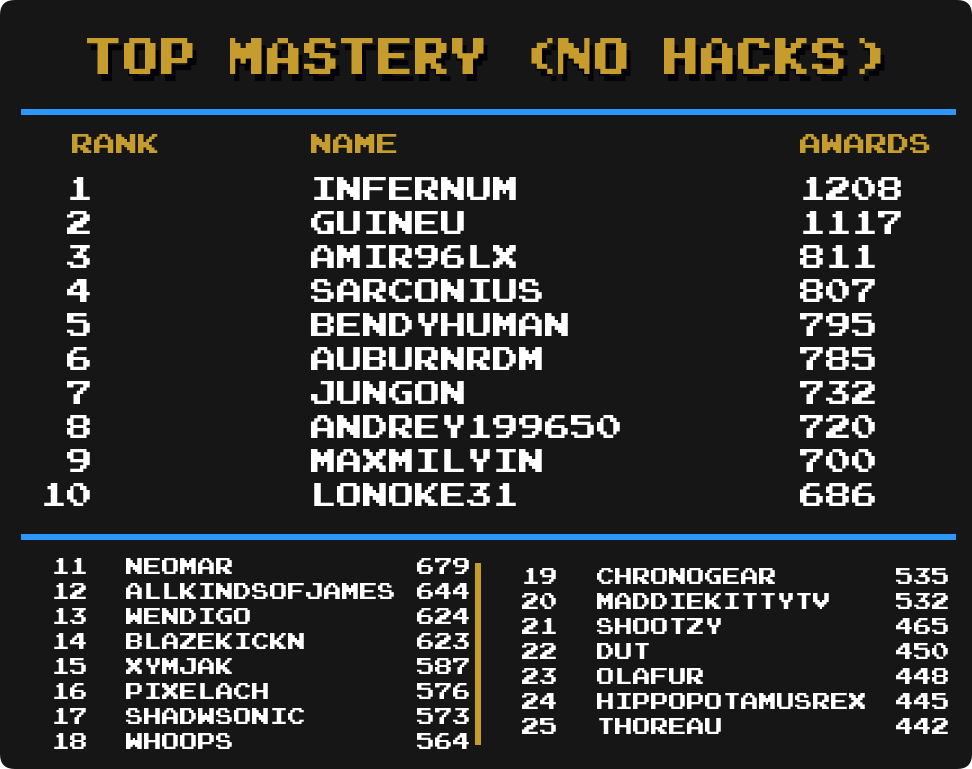 TOP MASTERY (NO HACKS)
RANK NAME AWARDS
1 INFERNUM 1208
2 GUINEU 1117
3 AMIR96LX 811
4 SARCONIUS 807
5 BENDYHUMAN 795
6 AUBURNRDM 785
7 JUNGON 732
8 ANDREY199650 720
9 MAXMILYIN 700
10 LONOKE31 686
11 NEOMAR 679
12 ALLKINDSOFJAMES 644
13 WENDIGO 624
14 BLAZEKICKN 623
15 XYMJAK 587
16 PIXELACH 576
17 SHADWSONIC 573
18 WHOOPS 564
19 CHRONOGEAR 535
20 MADDIEKITTYTV 532
21 SHOOTZY 465
22 DUT 450
23 OLAFUR 448
24 HIPPOPOTAMUSREX 445
25 THOREAU 442